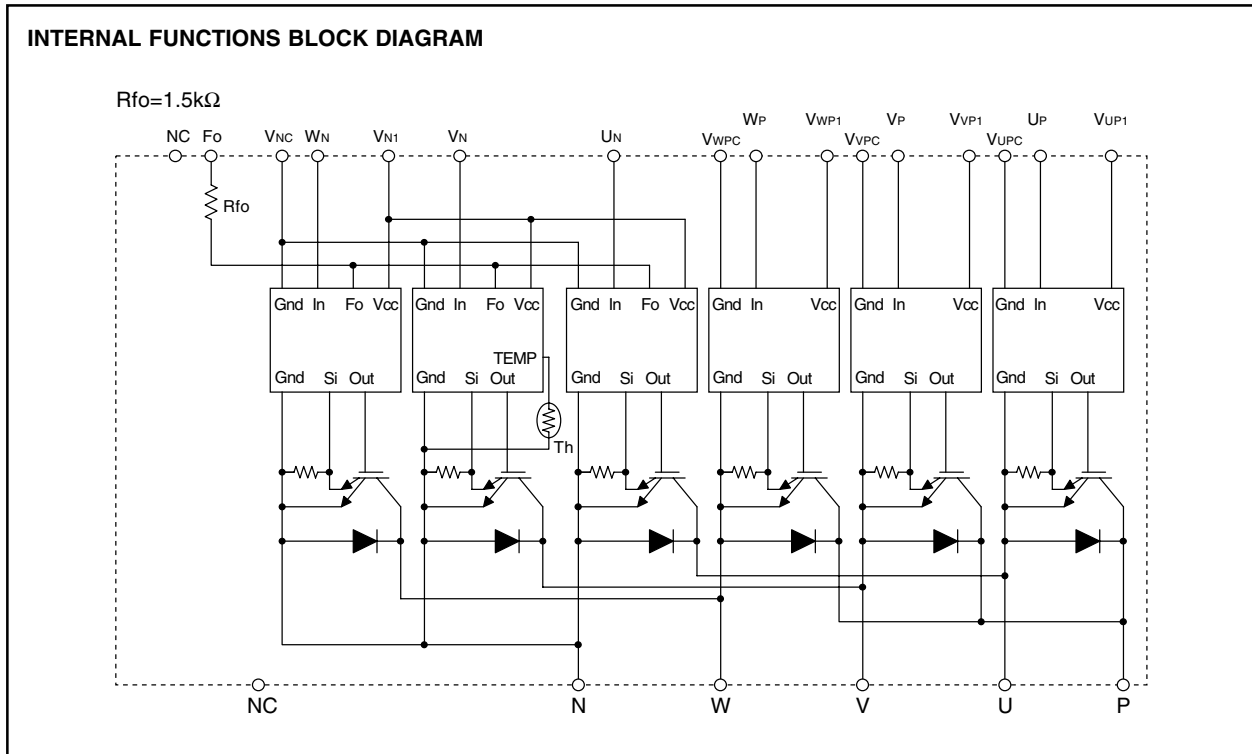 INTERNAL FUNCTIONS BLOCK DIAGRAM
Rfo=1.5kΩ
NC Fo VNC WN VN1 VN UN VWPC WP VWP1 VVPC VP VVP1 VUPC UP VUP1
Rfo
Gnd In Fo Vcc Gnd In Fo Vcc Gnd In Fo Vcc Gnd In Vcc Gnd In Vcc Gnd In Vcc
TEMP
Gnd Si Out Gnd Si Out Gnd Si Out Gnd Si Out Gnd Si Out Gnd Si Out
Th
NC N W V U P